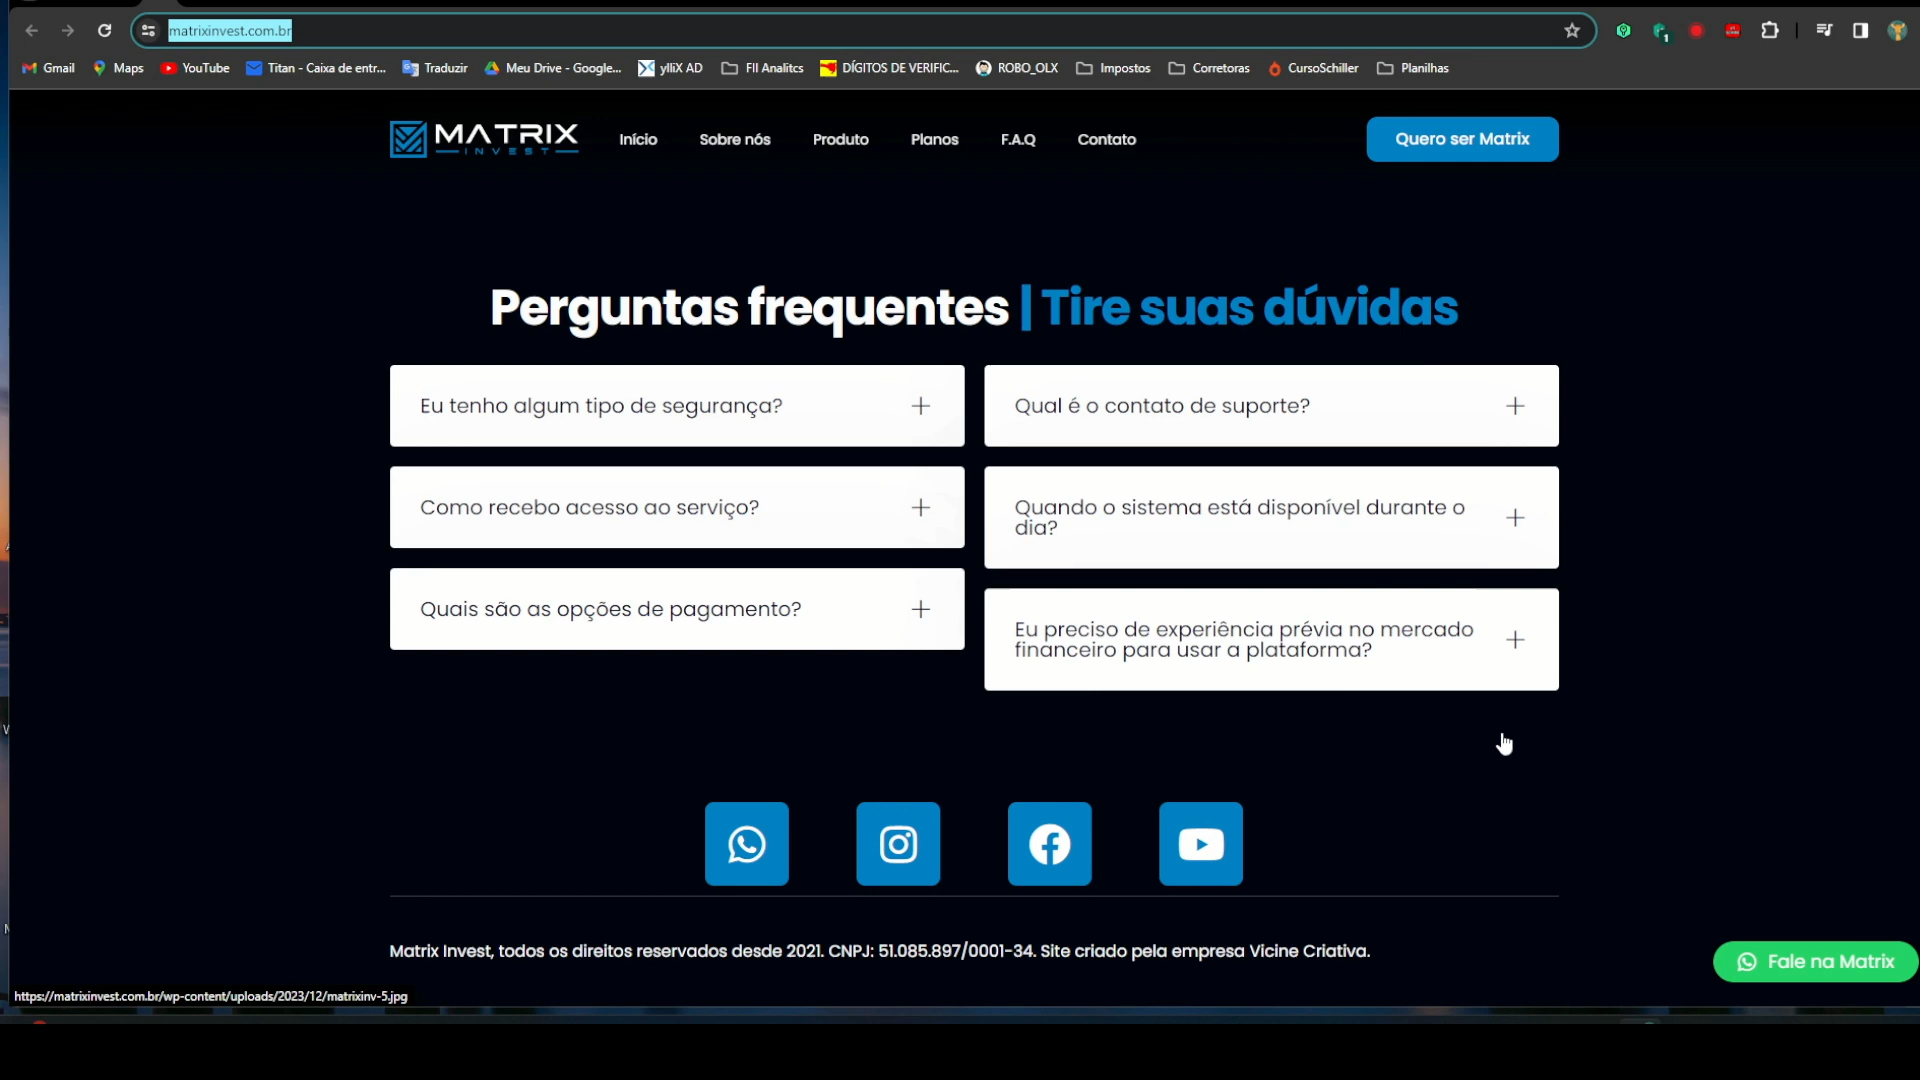 matrixinvest.com.br
Gmail
Maps
YouTube
Titan - Caixa de entr...
Traduzir
Meu Drive - Google...
ylliX AD
FII Analitcs
DÍGITOS DE VERIFIC...
ROBO_OLX
Impostos
Corretoras
CursoSchiller
Planilhas
MATRIX
INVEST
Início
Sobre nós
Produto
Planos
F.A.Q
Contato
Quero ser Matrix
Perguntas frequentes | Tire suas dúvidas
Eu tenho algum tipo de segurança?
Como recebo acesso ao serviço?
Quais são as opções de pagamento?
Qual é o contato de suporte?
Quando o sistema está disponível durante o
dia?
Eu preciso de experiência prévia no mercado
financeiro para usar a plataforma?
Matrix Invest, todos os direitos reservados desde 2021. CNPJ: 51.085.897/0001-34. Site criado pela empresa Vicine Criativa.
Fale na Matrix
https://matrixinvest.com.br/wp-content/uploads/2023/12/matrixinv-5.jpg